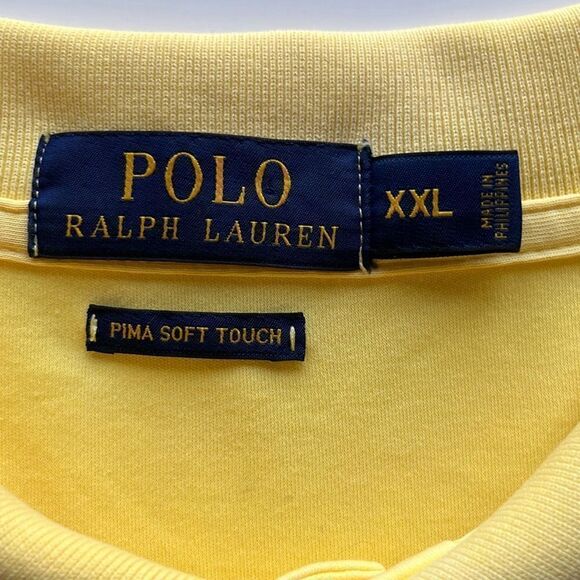 POLO
RALPH LAUREN
XXL
MADE IN
PHILIPPINES
PIMA SOFT TOUCH